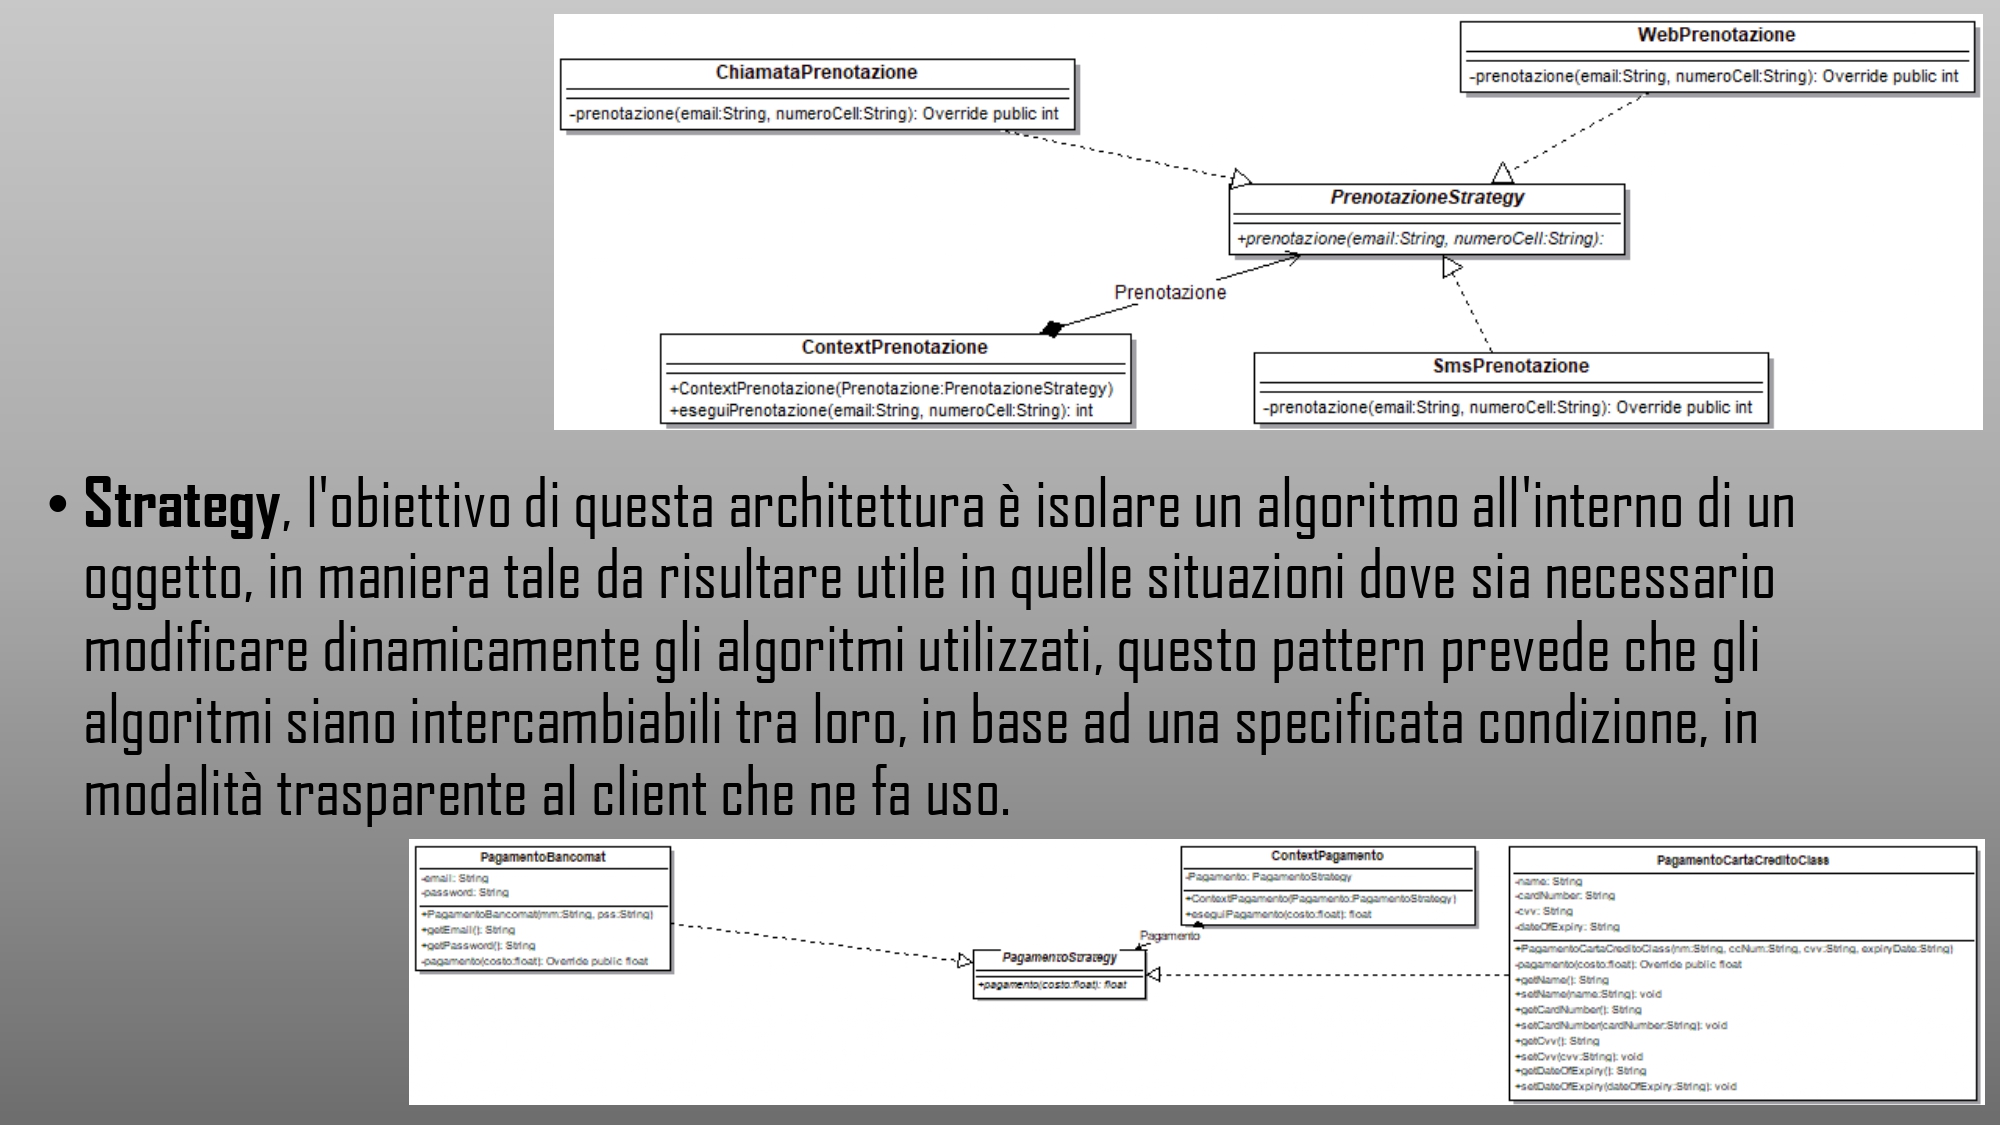 WebPrenotazione
-prenotazione(email:String, numeroCell:String): Override public int
ChiamataPrenotazione
-prenotazione(email:String, numeroCell:String): Override public int
PrenotazioneStrategy
+prenotazione(email:String, numeroCell:String):
Prenotazione
ContextPrenotazione
+ContextPrenotazione(Prenotazione:PrenotazioneStrategy)
+eseguiPrenotazione(email:String, numeroCell:String): int
SmsPrenotazione
-prenotazione(email:String, numeroCell:String): Override public int
• Strategy, l'obiettivo di questa architettura è isolare un algoritmo all'interno di un
oggetto, in maniera tale da risultare utile in quelle situazioni dove sia necessario
modificare dinamicamente gli algoritmi utilizzati, questo pattern prevede che gli
algoritmi siano intercambiabili tra loro, in base ad una specificata condizione, in
modalità trasparente al client che ne fa uso.
PagamentoBancomat
-email: String
-password: String
+PagamentoBancomat(mm:String, pss:String)
+getEmail(): String
+getPassword(): String
-pagamento(costo:float): Override public float
ContextPagamento
-Pagamento: PagamentoStrategy
+ContextPagamento(Pagamento:PagamentoStrategy)
+eseguiPagamento(costo:float): float
Pagamento
PagamentoStrategy
+pagamento(costo:float): float
PagamentoCartaCreditoClass
-name: String
-cardNumber: String
-cvv: String
-dateOfExpiry: String
+PagamentoCartaCreditoClass(nm:String, ccNum:String, cvv:String, expiryDate:String)
-pagamento(costo:float): Override public float
+getName(): String
+setName(name:String): void
+getCardNumber(): String
+setCardNumber(cardNumber:String): void
+getCvv(): String
+setCvv(cvv:String): void
+getDateOfExpiry(): String
+setDateOfExpiry(dateOfExpiry:String): void